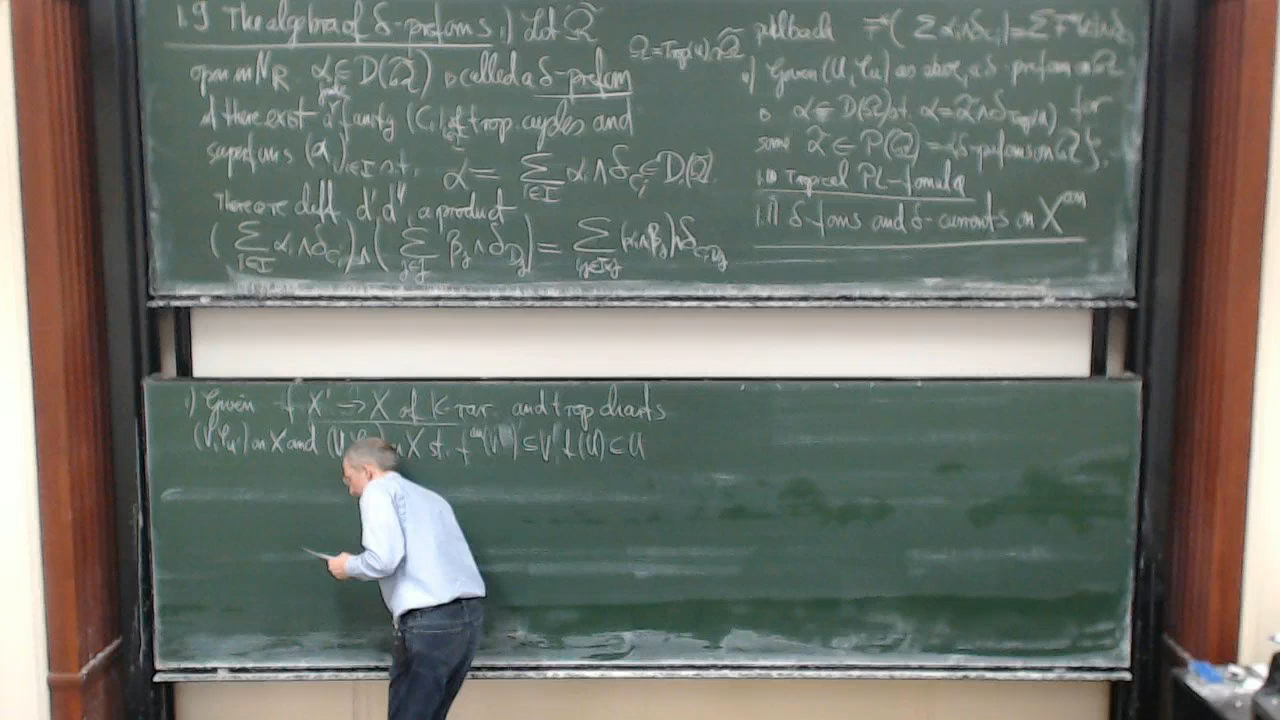 1.9 The algebra of δ-preforms i) Let Ω̃
open in N_R α ∈ D(Ω̃) is called a δ-preform
if there exist a family (C_i) of trop. cycles and
superforms (α_i)_{i∈I} s.t. α = Σ_{i∈I} α_i ∧ δ_{C_i} ∈ D(Ω̃)
There are diff. d', d'', a product
(Σ_{i∈I} α_i ∧ δ_{C_i}) ∧ (Σ_{j∈J} β_j ∧ δ_{D_j}) = Σ_{i,j∈I×J} (α_i ∧ β_j) ∧ δ_{C_i·D_j}
Ω = Trop(U) ∩ Ω̃
pullback F*(Σ α_i ∧ δ_{C_i}) = Σ F*
ii) Given (U, φ_U) as above, a δ-preform on Ω
is α ∈ D(Ω) s.t. α = α̃ ∧ δ_{Trop(U)} for
some α̃ ∈ P(Ω̃) = {δ-preforms on Ω̃}.
1.10 Tropical PL-formula
1.11 δ-forms and δ-currents on X^an
i) Given f X' → X of K-var. and trop charts
on X and (U on X s.t. f^an(V') ⊆ V f(U') ⊂ U